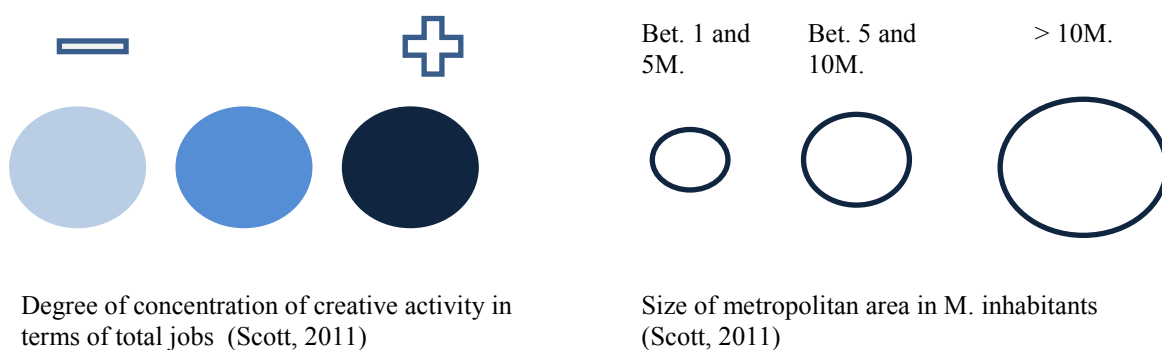 Bet. 1 and
5M.
Bet. 5 and
10M.
> 10M.
Degree of concentration of creative activity in
terms of total jobs (Scott, 2011)
Size of metropolitan area in M. inhabitants
(Scott, 2011)